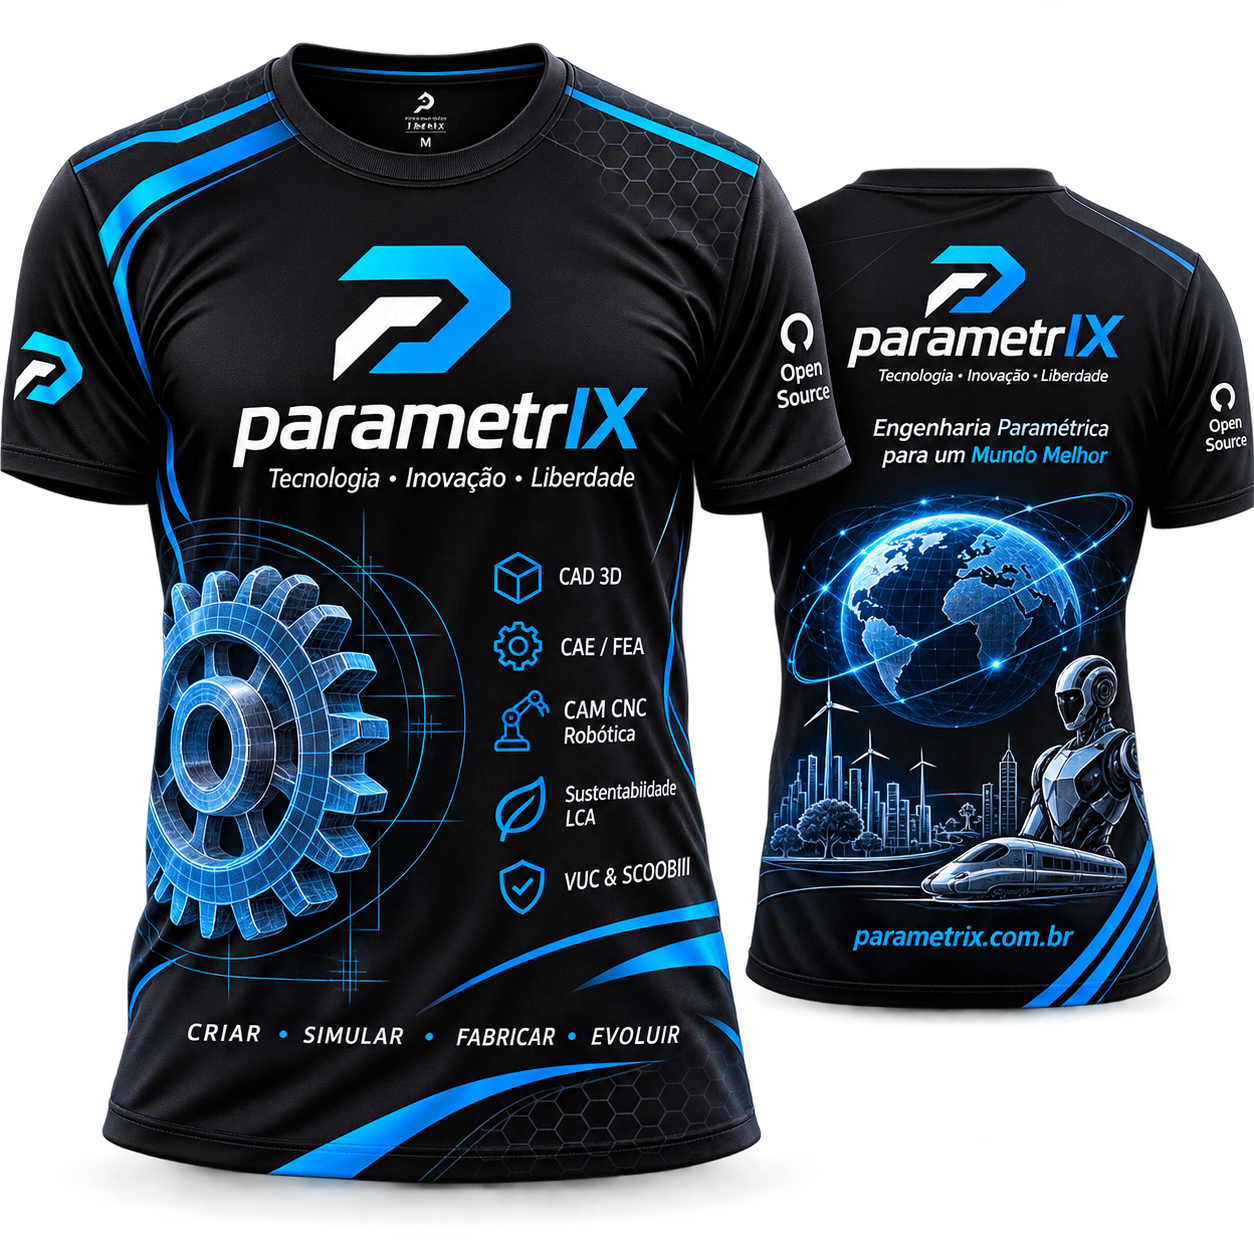 M
parametrIX
Tecnologia • Inovação • Liberdade
Open
Source
CAD 3D
CAE / FEA
CAM CNC
Robótica
Sustentabilidade
LCA
VUC & SCOOBIII
CRIAR • SIMULAR • FABRICAR • EVOLUIR
parametrIX
Tecnologia • Inovação • Liberdade
Engenharia Paramétrica
para um Mundo Melhor
Open
Source
parametrix.com.br